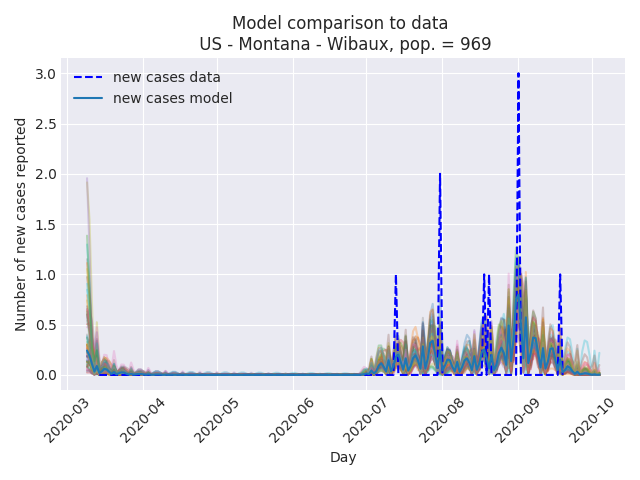 Model comparison to data
US - Montana - Wibaux, pop. = 969
new cases data
new cases model
Number of new cases reported
3.0
2.5
2.0
1.5
1.0
0.5
0.0
2020-03
2020-04
2020-05
2020-06
2020-07
2020-08
2020-09
2020-10
Day